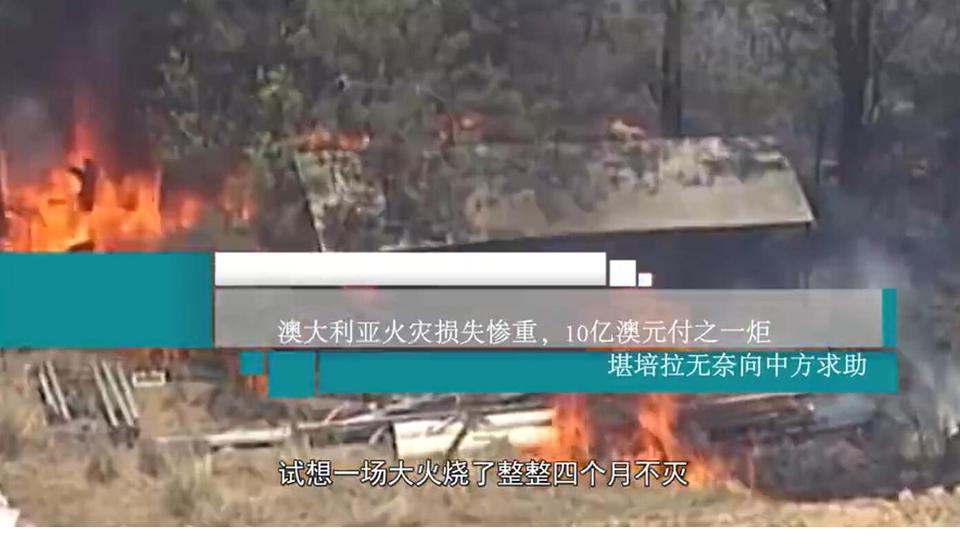 澳大利亚火灾损失惨重，10亿澳元付之一炬
堪培拉无奈向中方求助
试想一场大火烧了整整四个月不灭